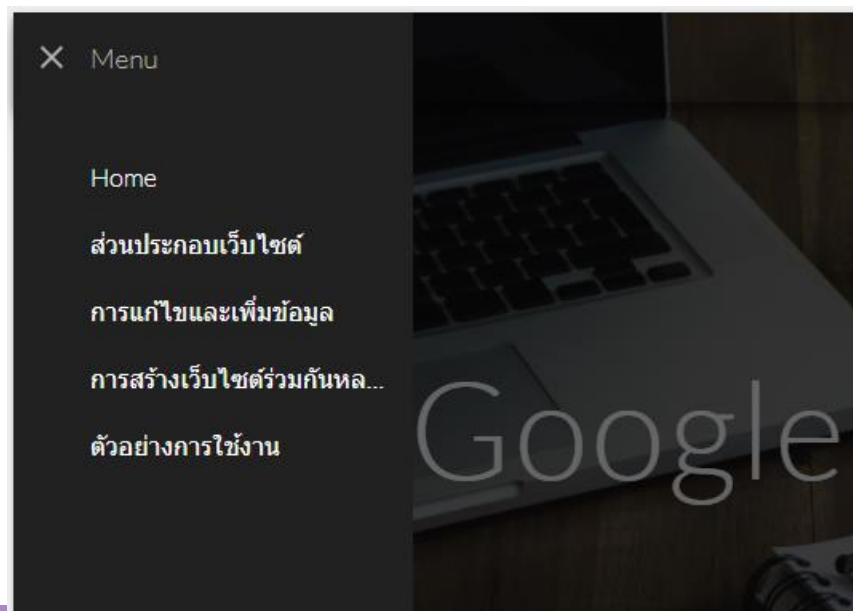 Menu
Home
ส่วนประกอบเว็บไซต์
การแก้ไขและเพิ่มข้อมูล
การสร้างเว็บไซต์ร่วมกันหล...
ตัวอย่างการใช้งาน
Google